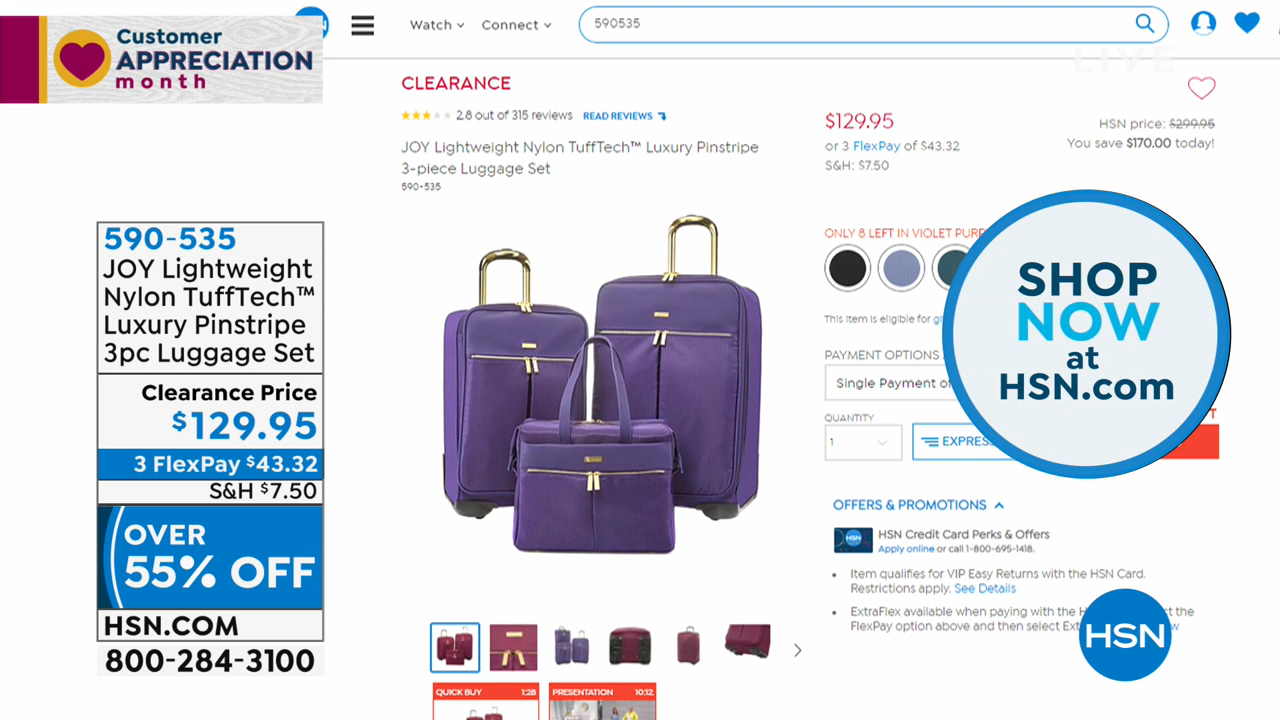 Customer
APPRECIATION
month
Watch
Connect
590535
LIVE
CLEARANCE
2.8 out of 315 reviews READ REVIEWS
JOY Lightweight Nylon TuffTech™ Luxury Pinstripe
3-piece Luggage Set
590-535
$129.95
or 3 FlexPay of $43.32
S&H: $7.50
HSN price: $299.95
You save $170.00 today!
ONLY 8 LEFT IN VIOLET
This item is eligible for
PAYMENT OPTIONS
Single Payment
QUANTITY
1
OFFERS & PROMOTIONS
HSN
HSN Credit Card Perks & Offers
Apply online or call 1-800-695-1418.
• Item qualifies for VIP Easy Returns with the HSN Card.
Restrictions apply. See Details
• ExtraFlex available when paying with the
FlexPay option above and then select
590-535
JOY Lightweight
Nylon TuffTech™
Luxury Pinstripe
3pc Luggage Set
Clearance Price
$129.95
3 FlexPay $43.32
S&H $7.50
OVER
55% OFF
HSN.COM
800-284-3100
SHOP
NOW
at
HSN.com
HSN
QUICK BUY 1:28
PRESENTATION 10:12